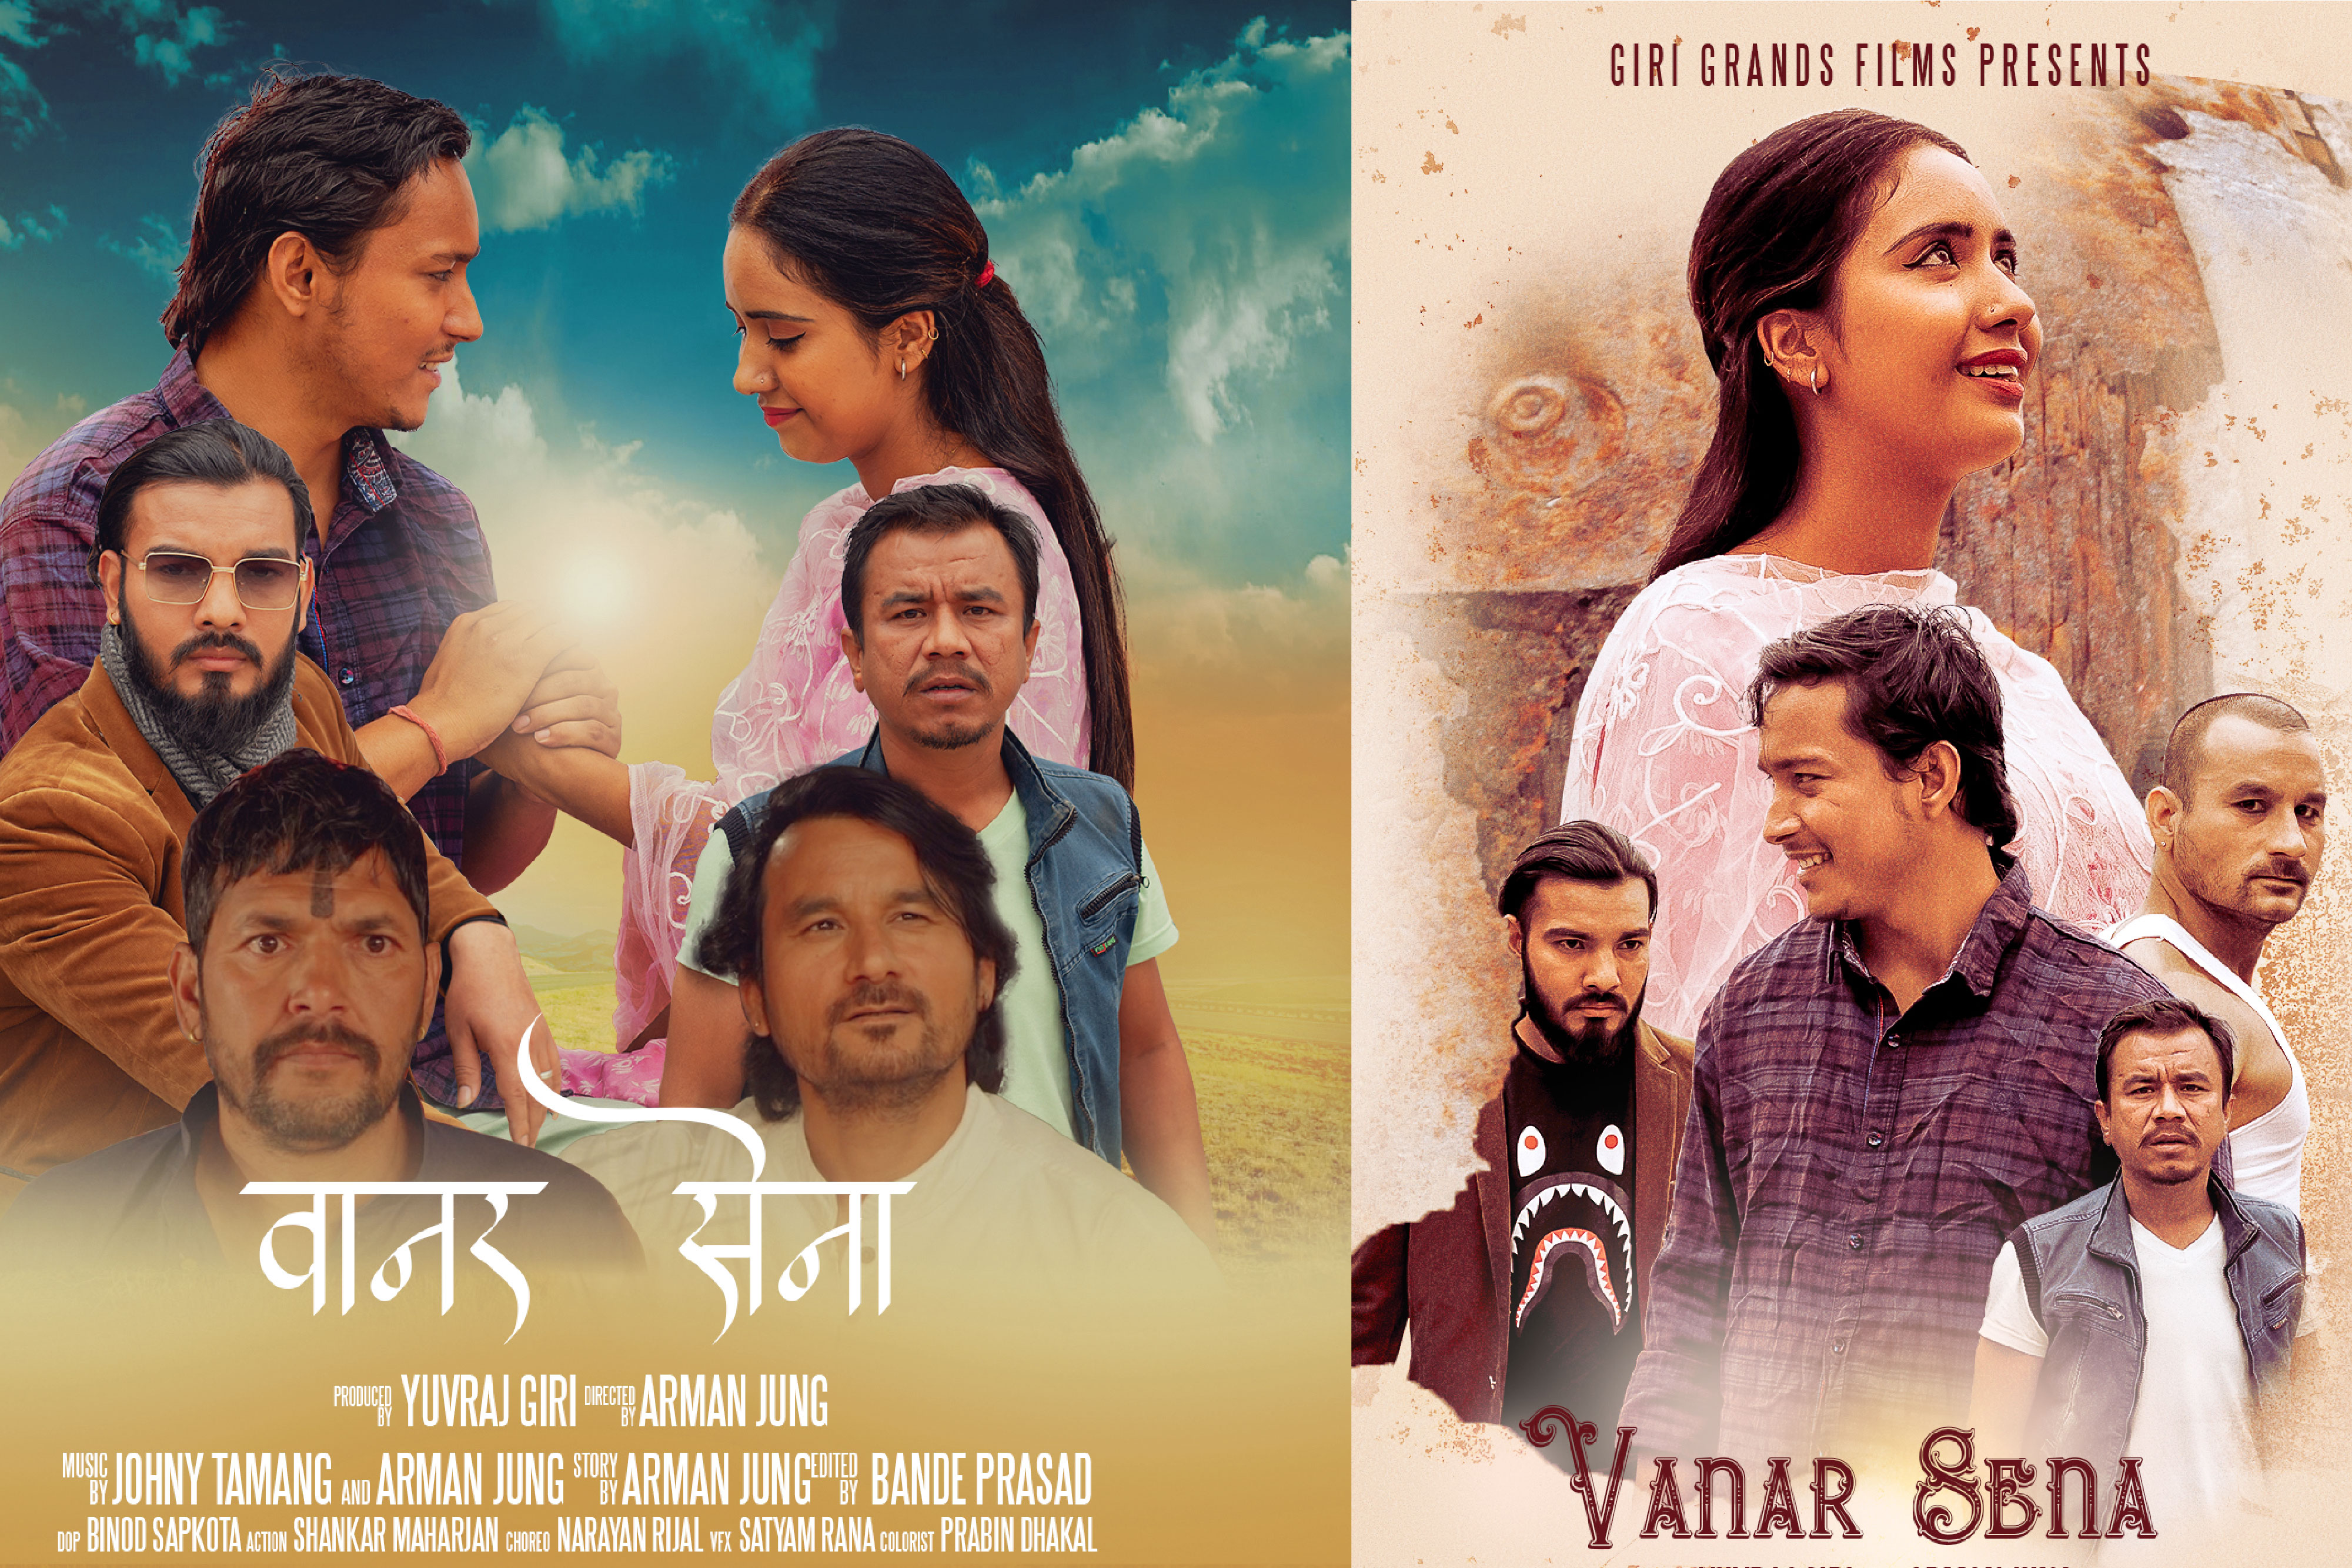 वानर सेना
PRODUCED BY YUVRAJ GIRI DIRECTED BY ARMAN JUNG
MUSIC BY JOHNY TAMANG AND ARMAN JUNG STORY BY ARMAN JUNG EDITED BY BANDE PRASAD
DOP BINOD SAPKOTA ACTION SHANKAR MAHARJAN CHOREO NARAYAN RIJAL VFX SATYAM RANA COLORIST PRABIN DHAKAL
GIRI GRANDS FILMS PRESENTS
VANAR SENA